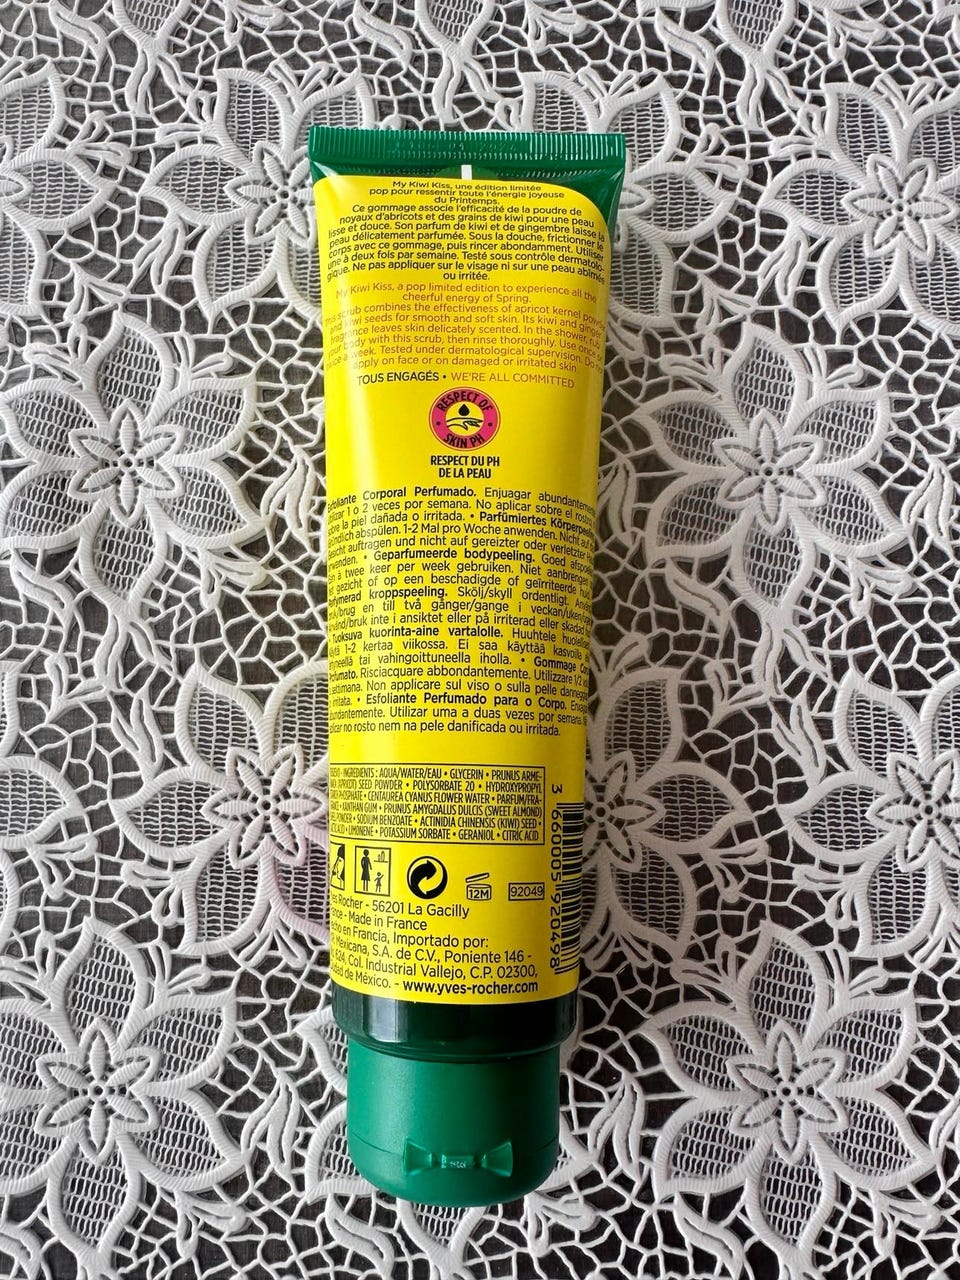 My Kiwi Kiss, une édition limitée
pop pour ressentir toute l'énergie joyeuse
du Printemps.
Ce gommage associe l'efficacité de la poudre de
noyaux d'abricots et des grains de kiwi pour une peau
lisse et douce. Son parfum de kiwi et de gingembre laisse la
peau délicatement parfumée. Sous la douche, frictionner le
corps avec ce gommage, puis rincer abondamment. Utiliser
une à deux fois par semaine. Testé sous contrôle dermatolo-
gique. Ne pas appliquer sur le visage ni sur une peau abîmée
ou irritée.
My Kiwi Kiss, a pop limited edition to experience all the
cheerful energy of Spring.
This scrub combines the effectiveness of apricot kernel powder
and kiwi seeds for smooth and soft skin. Its kiwi and ginger
fragrance leaves skin delicately scented. In the shower, rub
your body with this scrub, then rinse thoroughly. Use once or
twice a week. Tested under dermatological supervision. Do not
apply on face or on damaged or irritated skin.
TOUS ENGAGÉS • WE'RE ALL COMMITTED
RESPECT OF
SKIN PH
RESPECT DU PH
DE LA PEAU
Exfoliante Corporal Perfumado. Enjuagar abundantemente.
Utilizar 1 o 2 veces por semana. No aplicar sobre el rostro
sobre la piel dañada o irritada. • Parfümiertes Körperpeeling.
abspülen. 1-2 Mal pro Woche anwenden. Nicht auf
Gesicht auftragen und nicht auf gereizter oder verletzter
anwenden. • Geparfumeerde bodypeeling. Goed
à twee keer per week gebruiken. Niet aanbrengen
gezicht of op een beschadigde of geïrriteerde
kroppspeeling. Skölj/skyll ordentligt.
en till två gånger/gange i
inte i ansiktet eller på irriterad eller skadad
Tuoksuva kuorinta-aine vartalolle. Huuhtele
1-2 kertaa viikossa. Ei saa käyttää kasvoilla
tai vahingoittuneella iholla. • Gommage
Profumato. Risciacquare abbondantemente. Utilizzare 1/2
settimana. Non applicare sul viso o sulla pelle
irritata. • Esfoliante Perfumado para o Corpo.
abundantemente. Utilizar uma a duas vezes por semana.
aplicar no rosto nem na pele danificada ou irritada.
INGREDIENTS : AQUA/WATER/EAU • GLYCERIN • PRUNUS ARME-
(APRICOT) SEED POWDER • POLYSORBATE 20 • HYDROXYPROPYL
PHOSPHATE • CENTAUREA CYANUS FLOWER WATER • PARFUM/FRA-
• XANTHAN GUM • PRUNUS AMYGDALUS DULCIS (SWEET ALMOND)
POWDER • SODIUM BENZOATE • ACTINIDIA CHINENSIS (KIWI) SEED •
ACID • LIMONENE • POTASSIUM SORBATE • GERANIOL • CITRIC ACID
12M
92049
3 660005 920498
Yves Rocher - 56201 La Gacilly
France - Made in France
Hecho en Francia, Importado por:
Mexicana, S.A. de C.V., Poniente 146 -
624, Col. Industrial Vallejo, C.P. 02300,
Ciudad de México. - www.yves-rocher.com